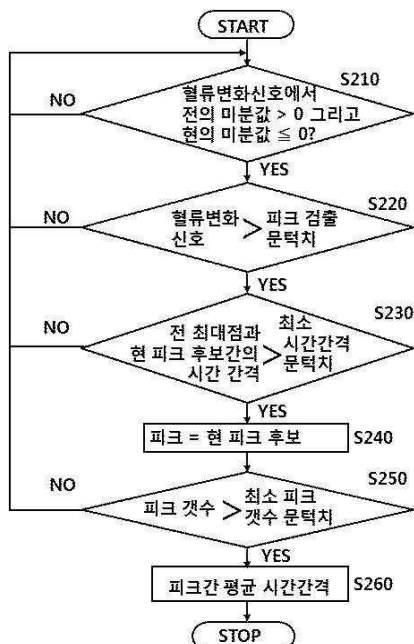 START
S210
NO
혈류변화신호에서
전의 미분값 > 0 그리고
현의 미분값 ≦ 0?
YES
S220
NO
혈류변화 > 피크 검출
신호 문턱치
YES
S230
NO
전 최대점과 최소
현 피크 후보간의 > 시간간격
시간 간격 문턱치
YES
피크 = 현 피크 후보 S240
S250
NO
피크 갯수 > 최소 피크
갯수 문턱치
YES
피크간 평균 시간간격 S260
STOP